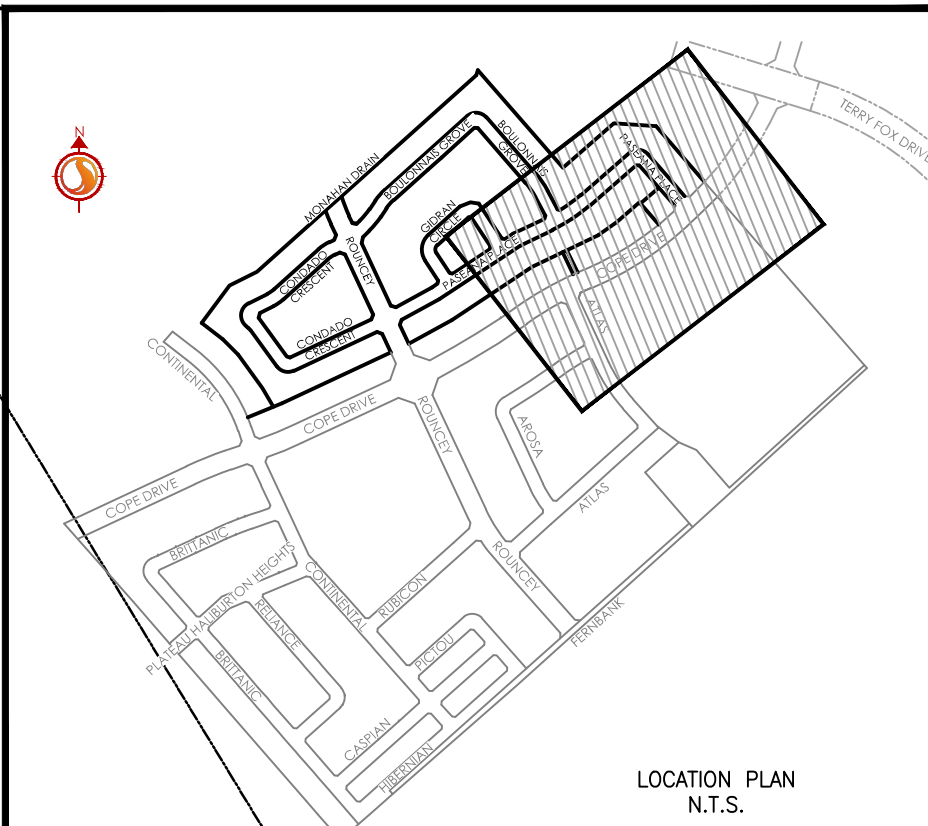 N
TERRY FOX DRIVE
MONAHAN DRAIN
BOULONNAIS GROVE
BOULONNAIS
GROVE
PASEANA PLACE
GIDRAN
CIRCLE
ROUNCEY
PASEANA PLACE
COPE DRIVE
CONDADO
CRESCENT
ATLAS
CONDADO
CRESCENT
CONTINENTAL
COPE DRIVE
ROUNCEY
AROSA
COPE DRIVE
ATLAS
BRITTANIC
ROUNCEY
PLATEAU HALIBURTON HEIGHTS
CONTINENTAL
RUBICON
RELIANCE
FERNBANK
PICTOU
BRITTANIC
CASPIAN
HIBERNIAN
LOCATION PLAN
N.T.S.